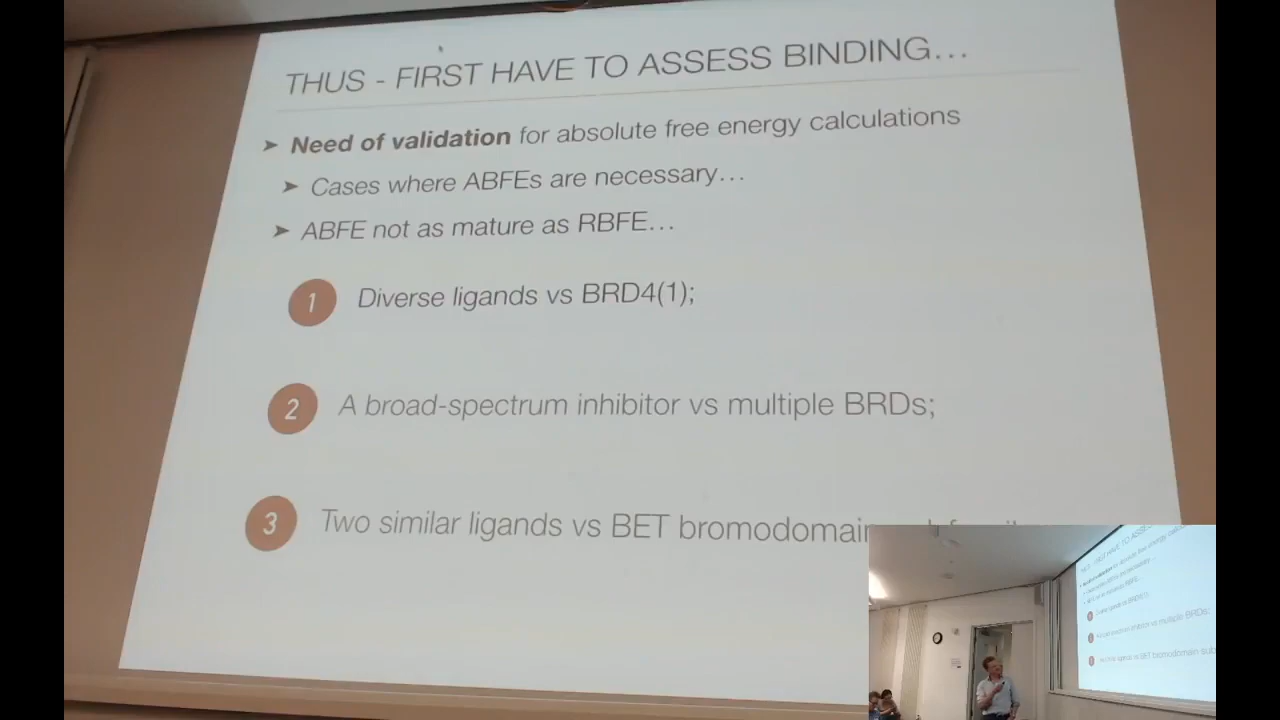 THUS - FIRST HAVE TO ASSESS BINDING…
➤ Need of validation for absolute free energy calculations
➤ Cases where ABFEs are necessary…
➤ ABFE not as mature as RBFE…
1 Diverse ligands vs BRD4(1);
2 A broad-spectrum inhibitor vs multiple BRDs;
3 Two similar ligands vs BET bromodomain